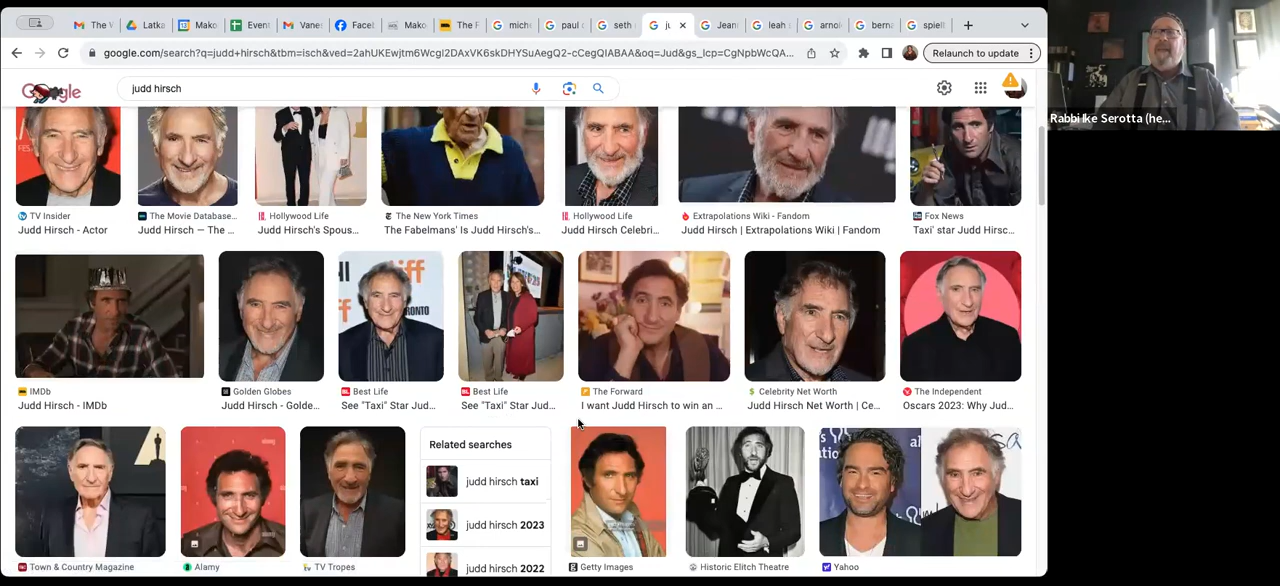 The V
Latka
Mako
Event
Vanes
Facel
Mako
The F
mich
paul c
seth
ju
Jean
leah s
arno
berna
spiell
google.com/search?q=judd+hirsch&tbm=isch&ved=2ahUKEwjtm6WcgI2DAxVK6skDHYSuAegQ2-cCegQIABAA&oq=Jud&gs_lcp=CgNpbWcQA...
Relaunch to update
Google
judd hirsch
Rabbi Ike Serotta (he...
TV Insider
The Movie Database...
Hollywood Life
The New York Times
Hollywood Life
Extrapolations Wiki - Fandom
Fox News
Judd Hirsch - Actor
Judd Hirsch — The ...
Judd Hirsch's Spous...
The Fabelmans' Is Judd Hirsch's...
Judd Hirsch Celebri...
Judd Hirsch | Extrapolations Wiki | Fandom
Taxi' star Judd Hirsc...
IMDb
Golden Globes
Best Life
Best Life
The Forward
Celebrity Net Worth
The Independent
Judd Hirsch - IMDb
Judd Hirsch - Golde...
See "Taxi" Star Jud...
See "Taxi" Star Jud...
I want Judd Hirsch to win an ...
Judd Hirsch Net Worth | Ce...
Oscars 2023: Why Jud...
Related searches
judd hirsch taxi
judd hirsch 2023
judd hirsch 2022
Town & Country Magazine
Alamy
TV Tropes
Getty Images
Historic Elitch Theatre
Yahoo